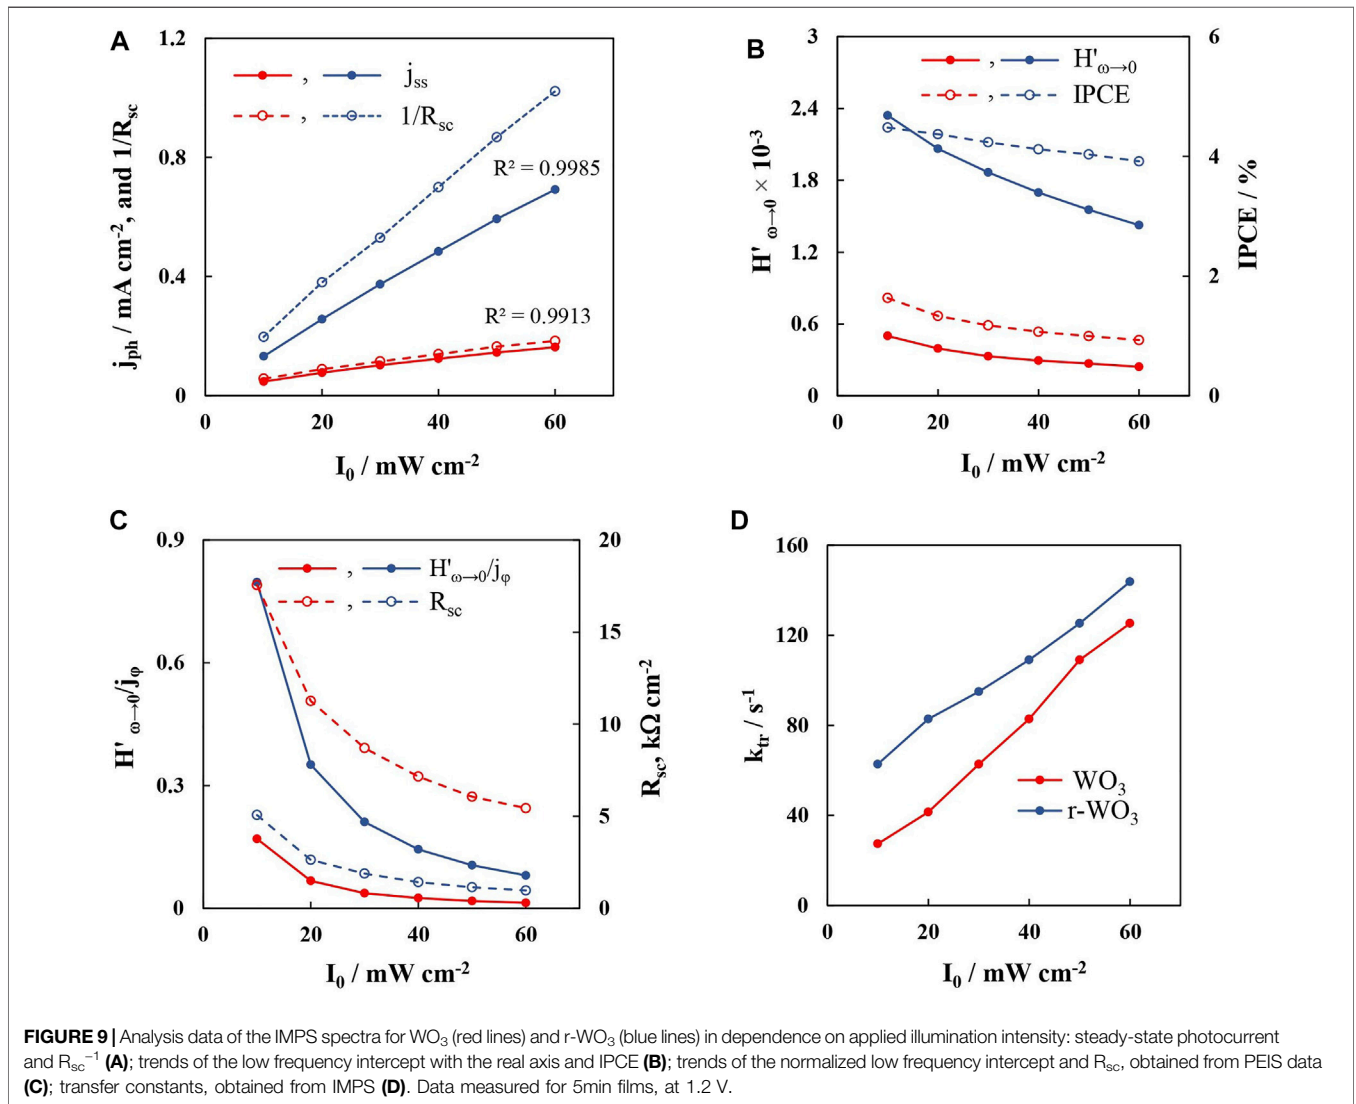 A
1.2
0.8
0.4
0
0
20
40
60
j_ph / mA cm⁻², and 1/R_sc
I₀ / mW cm⁻²
, j_ss
, 1/R_sc
R² = 0.9985
R² = 0.9913
B
3
2.4
1.8
1.2
0.6
0
6
4
2
0
0
20
40
60
H'_ω→0 × 10⁻³
IPCE / %
I₀ / mW cm⁻²
, H'_ω→0
, IPCE
C
0.9
0.6
0.3
0
20
15
10
5
0
0
20
40
60
H'_ω→0/j_φ
R_sc, kΩ cm⁻²
I₀ / mW cm⁻²
, H'_ω→0/j_φ
, R_sc
D
160
120
80
40
0
0
20
40
60
k_tr / s⁻¹
I₀ / mW cm⁻²
WO₃
r-WO₃
FIGURE 9 | Analysis data of the IMPS spectra for WO₃ (red lines) and r-WO₃ (blue lines) in dependence on applied illumination intensity: steady-state photocurrent
and R_sc⁻¹ (A); trends of the low frequency intercept with the real axis and IPCE (B); trends of the normalized low frequency intercept and R_sc, obtained from PEIS data
(C); transfer constants, obtained from IMPS (D). Data measured for 5min films, at 1.2 V.